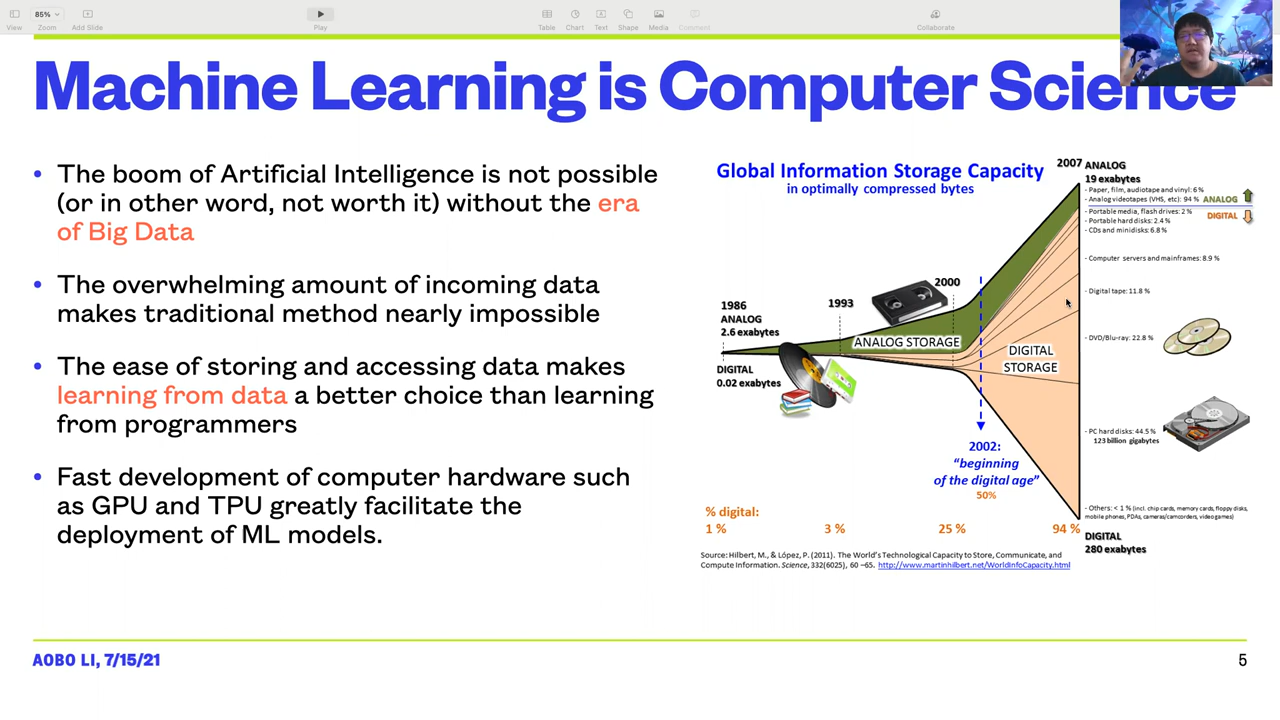 85%
View
Zoom
Add Slide
Play
Table
Chart
Text
Shape
Media
Comment
Collaborate
Machine Learning is Computer Science
• The boom of Artificial Intelligence is not possible
(or in other word, not worth it) without the era
of Big Data
• The overwhelming amount of incoming data
makes traditional method nearly impossible
• The ease of storing and accessing data makes
learning from data a better choice than learning
from programmers
• Fast development of computer hardware such
as GPU and TPU greatly facilitate the
deployment of ML models.
Global Information Storage Capacity
in optimally compressed bytes
2007
ANALOG
19 exabytes
- Paper, film, audiotape and vinyl: 6 %
- Analog videotapes (VHS, etc): 94 %
ANALOG
- Portable media, flash drives: 2 %
DIGITAL
- Portable hard disks: 2.4 %
- CDs and minidisks: 6.8 %
- Computer servers and mainframes: 8.9 %
- Digital tape: 11.8 %
- DVD/Blu-ray: 22.8 %
- PC hard disks: 44.5 %
123 billion gigabytes
- Others: < 1 % (incl. chip cards, memory cards, floppy disks,
mobile phones, PDAs, cameras/camcorders, video games)
DIGITAL
280 exabytes
1986
ANALOG
2.6 exabytes
DIGITAL
0.02 exabytes
1993
2000
ANALOG STORAGE
DIGITAL
STORAGE
2002:
“beginning
of the digital age”
50%
% digital:
1 %
3 %
25 %
94 %
Source: Hilbert, M., & López, P. (2011). The World’s Technological Capacity to Store, Communicate, and
Compute Information. Science, 332(6025), 60 –65. http://www.martinhilbert.net/WorldInfoCapacity.html
AOBO LI, 7/15/21
5